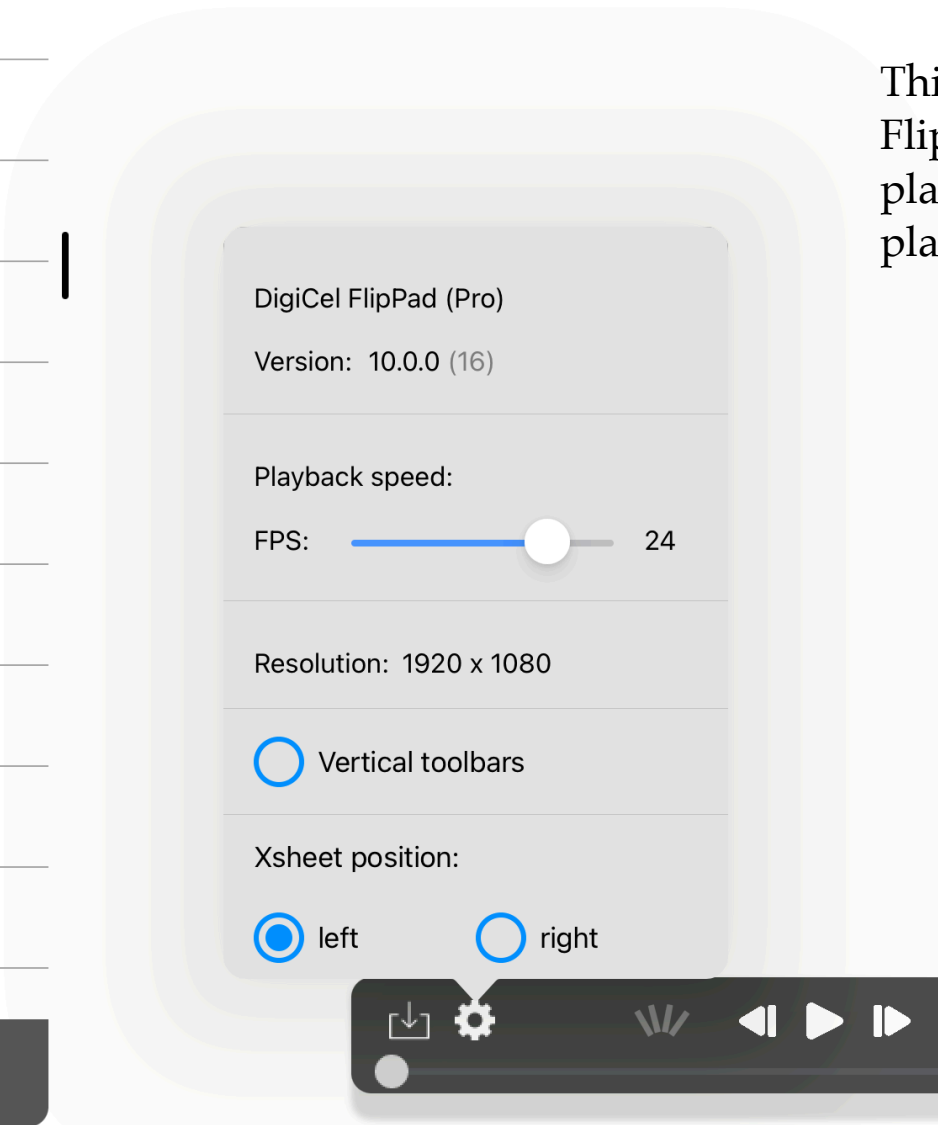 DigiCel FlipPad (Pro)
Version: 10.0.0 (16)
Playback speed:
FPS: 24
Resolution: 1920 x 1080
Vertical toolbars
Xsheet position:
left right